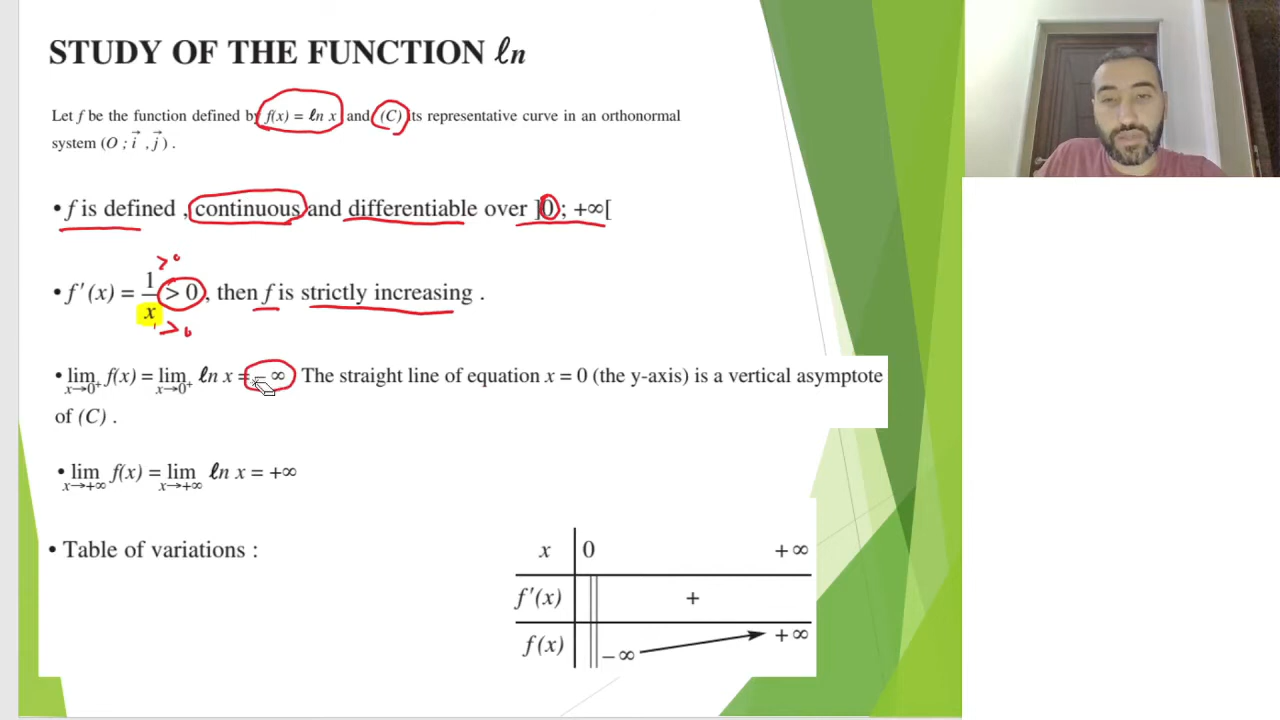 STUDY OF THE FUNCTION ℓn
Let f be the function defined by f(x) = ℓn x and (C) its representative curve in an orthonormal
system (O ; i⃗ , j⃗ ) .
• f is defined , continuous and differentiable over ]0 ; +∞[
> 0
• f '(x) = 1/x > 0 , then f is strictly increasing .
> 0
• lim x→0⁺ f(x) = lim x→0⁺ ℓn x = – ∞ The straight line of equation x = 0 (the y-axis) is a vertical asymptote
of (C) .
• lim x→+∞ f(x) = lim x→+∞ ℓn x = +∞
• Table of variations :
x 0 +∞
f '(x) +
f(x) – ∞ +∞